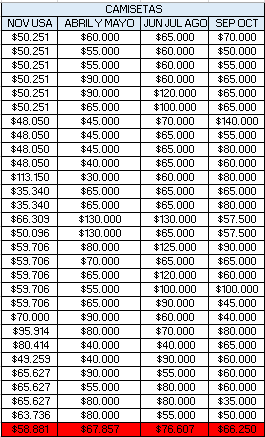 CAMISETAS
NOV USA ABRIL Y MAYO JUN JUL AGO SEP OCT
$50.251 $60.000 $65.000 $70.000
$50.251 $55.000 $60.000 $50.000
$50.251 $55.000 $60.000 $55.000
$50.251 $90.000 $60.000 $65.000
$50.251 $90.000 $120.000 $65.000
$50.251 $65.000 $100.000 $65.000
$48.050 $45.000 $70.000 $140.000
$48.050 $45.000 $65.000 $55.000
$48.050 $45.000 $65.000 $80.000
$48.050 $40.000 $65.000 $60.000
$113.150 $30.000 $60.000 $60.000
$35.340 $65.000 $65.000 $55.000
$35.340 $65.000 $65.000 $80.000
$66.309 $130.000 $130.000 $57.500
$50.096 $130.000 $65.000 $57.500
$59.706 $80.000 $125.000 $90.000
$59.706 $70.000 $65.000 $60.000
$59.706 $65.000 $120.000 $60.000
$59.706 $55.000 $100.000 $100.000
$59.706 $65.000 $90.000 $45.000
$70.000 $90.000 $60.000 $40.000
$95.914 $80.000 $70.000 $80.000
$80.414 $40.000 $40.000 $65.000
$49.259 $40.000 $90.000 $60.000
$65.627 $90.000 $55.000 $60.000
$65.627 $55.000 $80.000 $60.000
$65.627 $80.000 $80.000 $35.000
$63.736 $80.000 $55.000 $50.000
$58.881 $67.857 $76.607 $66.250